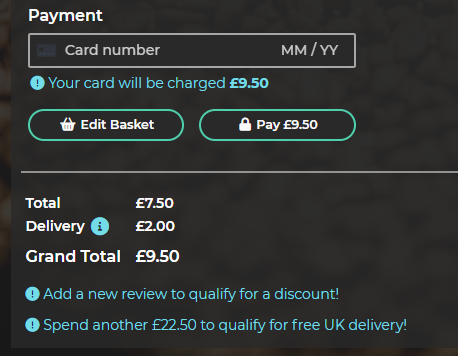 Payment
Card number MM / YY
! Your card will be charged £9.50
Edit Basket Pay £9.50
Total £7.50
Delivery i £2.00
Grand Total £9.50
! Add a new review to qualify for a discount!
! Spend another £22.50 to qualify for free UK delivery!